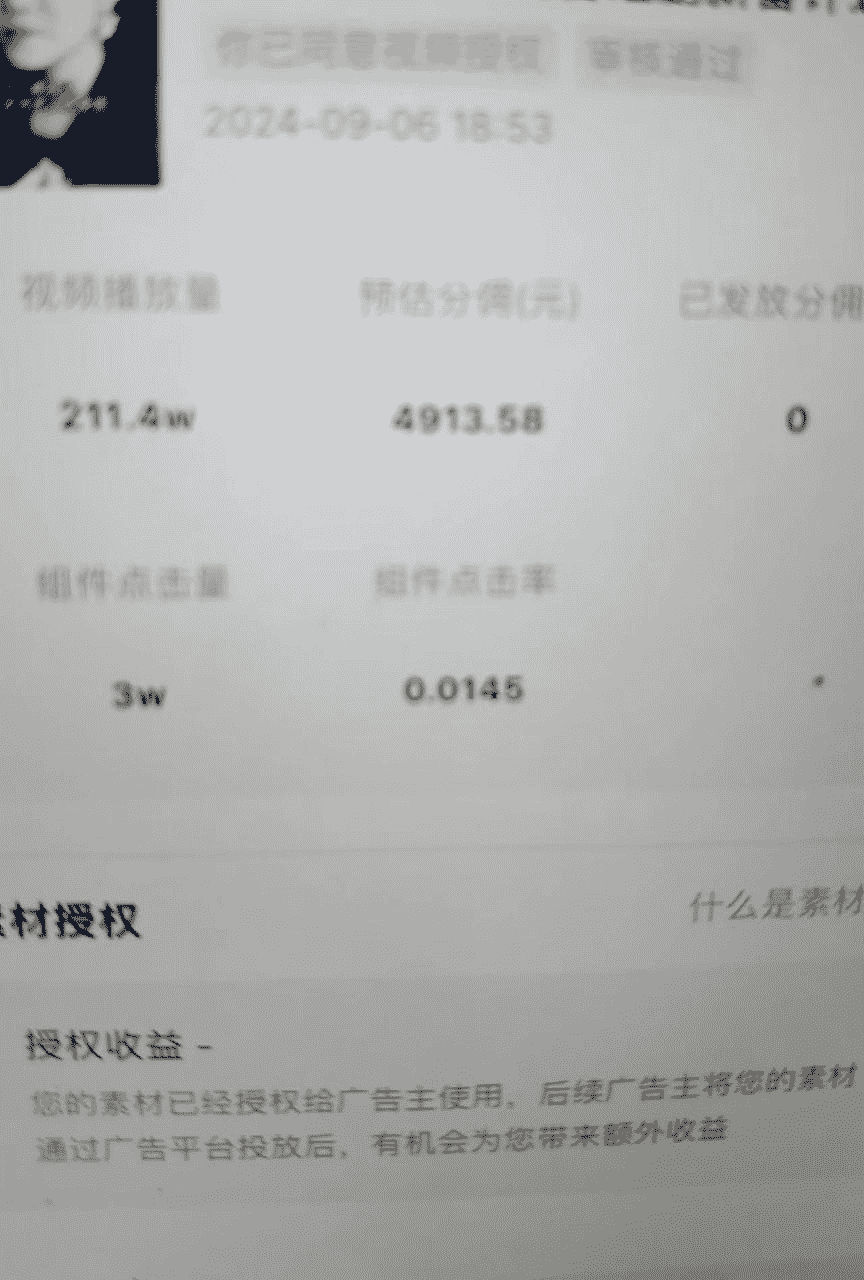 你已同意视频授权 审核通过
2024-09-06 18:53
视频播放量 预估分佣(元) 已发放分佣
211.4w 4913.58 0
组件点击量 组件点击率
3w 0.0145
素材授权 什么是素材
授权收益 -
您的素材已经授权给广告主使用，后续广告主将您的素材
通过广告平台投放后，有机会为您带来额外收益